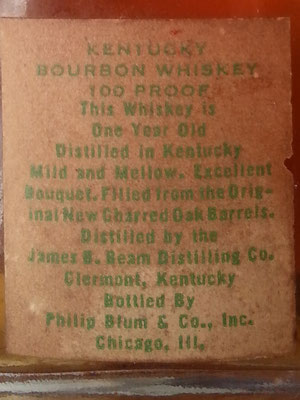 KENTUCKY
BOURBON WHISKEY
100 PROOF
This Whiskey is
One Year Old
Distilled in Kentucky
Mild and Mellow, Excellent
Bouquet. Filled from the Orig-
inal New Charred Oak Barrels.
Distilled by the
James B. Beam Distilling Co.
Clermont, Kentucky
Bottled By
Philip Blum & Co., Inc.
Chicago, Ill,